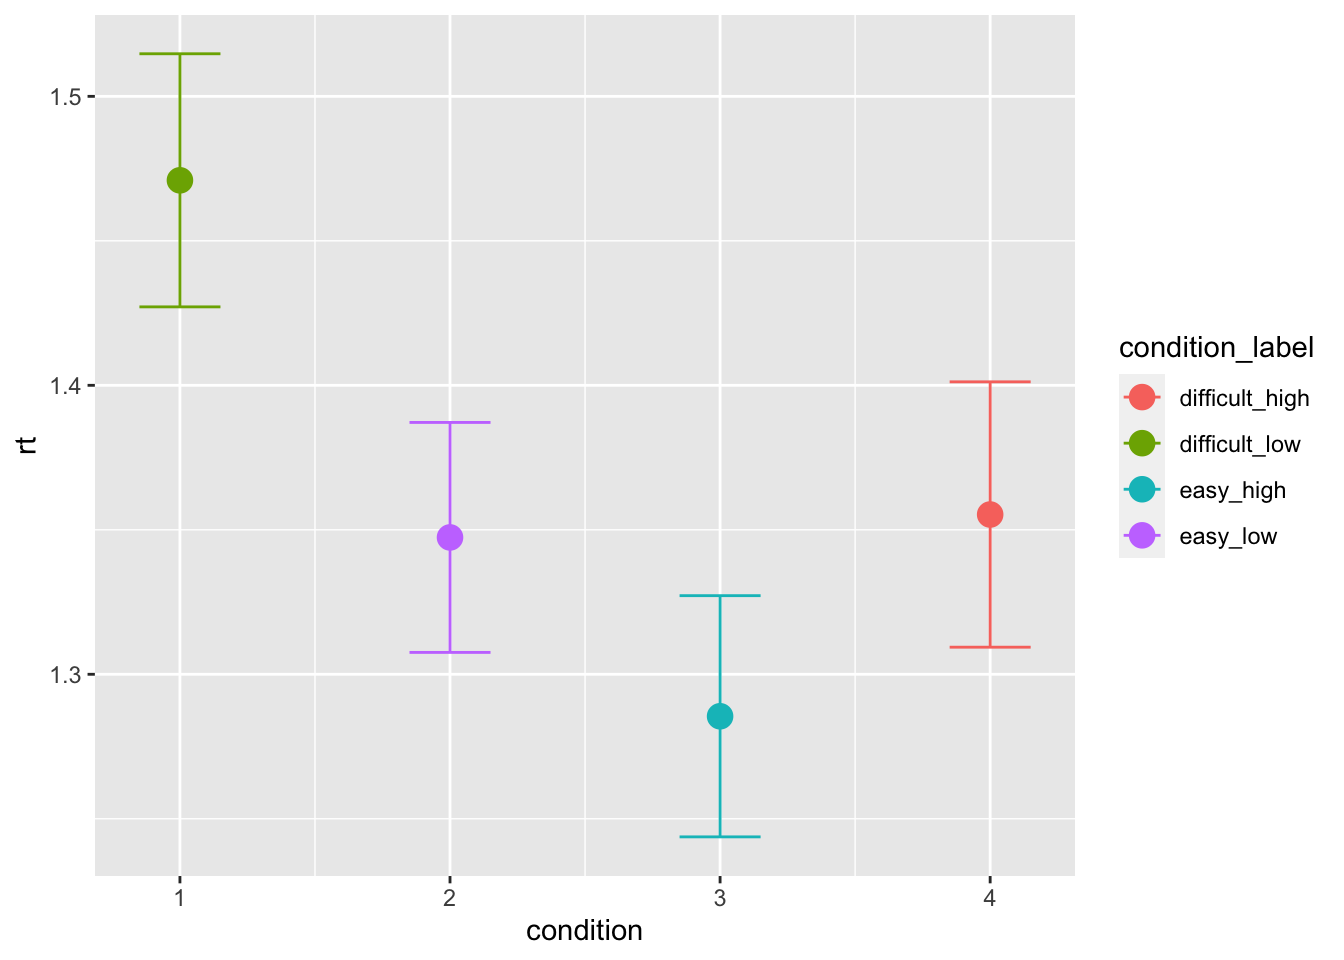 1.5
1.4
1.3
rt
1
2
3
4
condition
condition_label
difficult_high
difficult_low
easy_high
easy_low